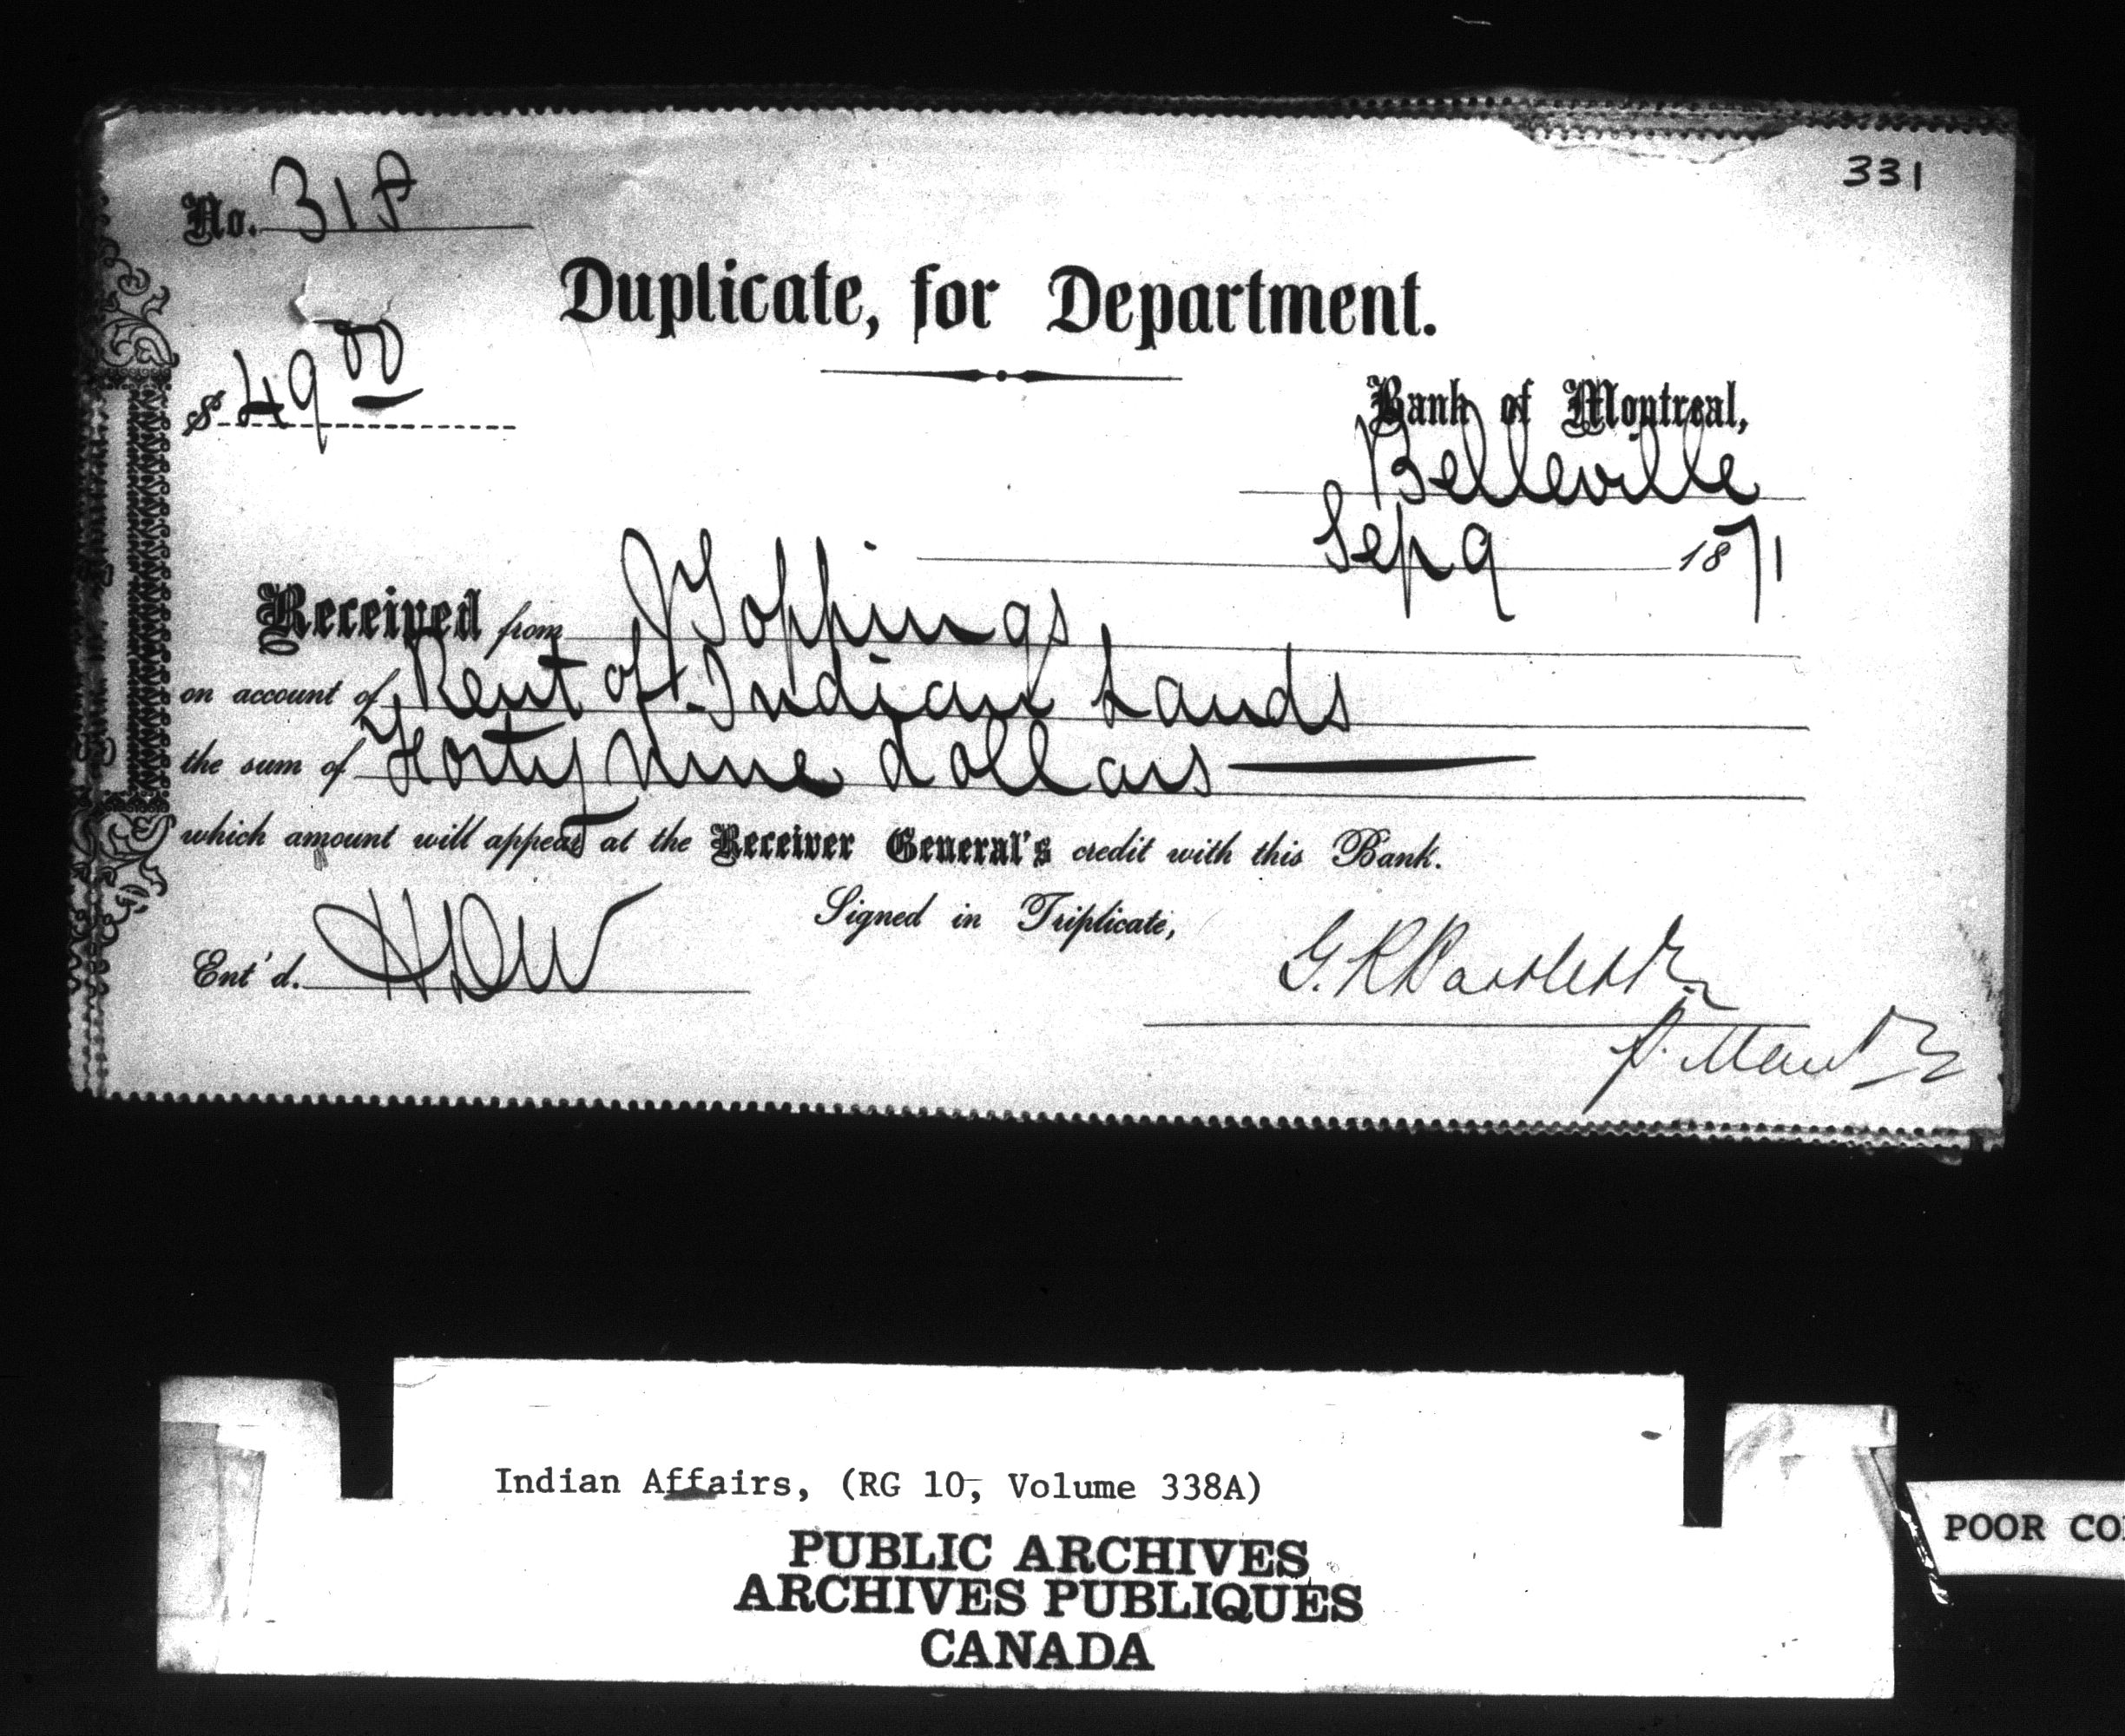 331
No. 318
Duplicate, for Department.
$ 49 00
Bank of Montreal,
Belleville
Sep 9 1871
Received from J Toppings
on account of Rent of Indian Lands
the sum of Forty nine dollars
which amount will appear at the Receiver General's credit with this Bank.
Signed in Triplicate,
Ent'd. HDW
G. R Bartlett
Indian Affairs, (RG 10, Volume 338A)
PUBLIC ARCHIVES
ARCHIVES PUBLIQUES
CANADA
POOR